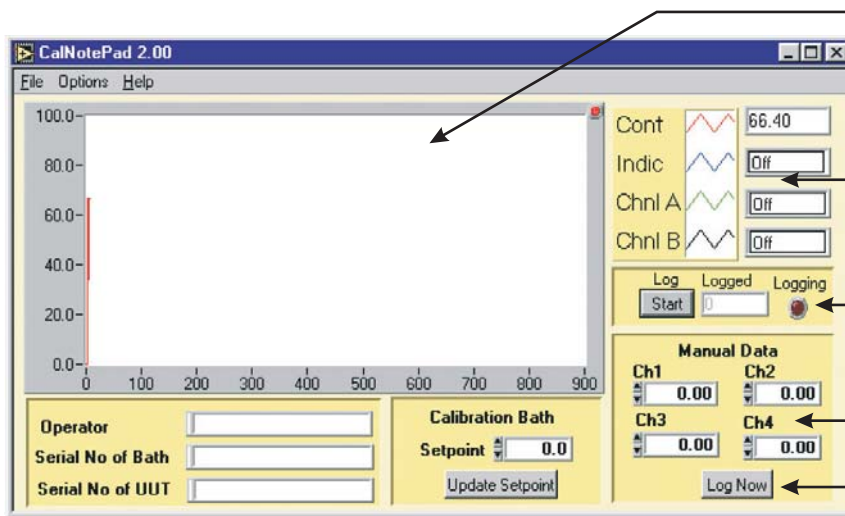 CalNotePad 2.00
File Options Help
100.0
80.0
60.0
40.0
20.0
0.0
0 100 200 300 400 500 600 700 800 900
Cont 66.40
Indic Off
Chnl A Off
Chnl B Off
Log Logged Logging
Start 0
Manual Data
Ch1 Ch2
0.00 0.00
Ch3 Ch4
0.00 0.00
Log Now
Operator
Serial No of Bath
Serial No of UUT
Calibration Bath
Setpoint 0.0
Update Setpoint